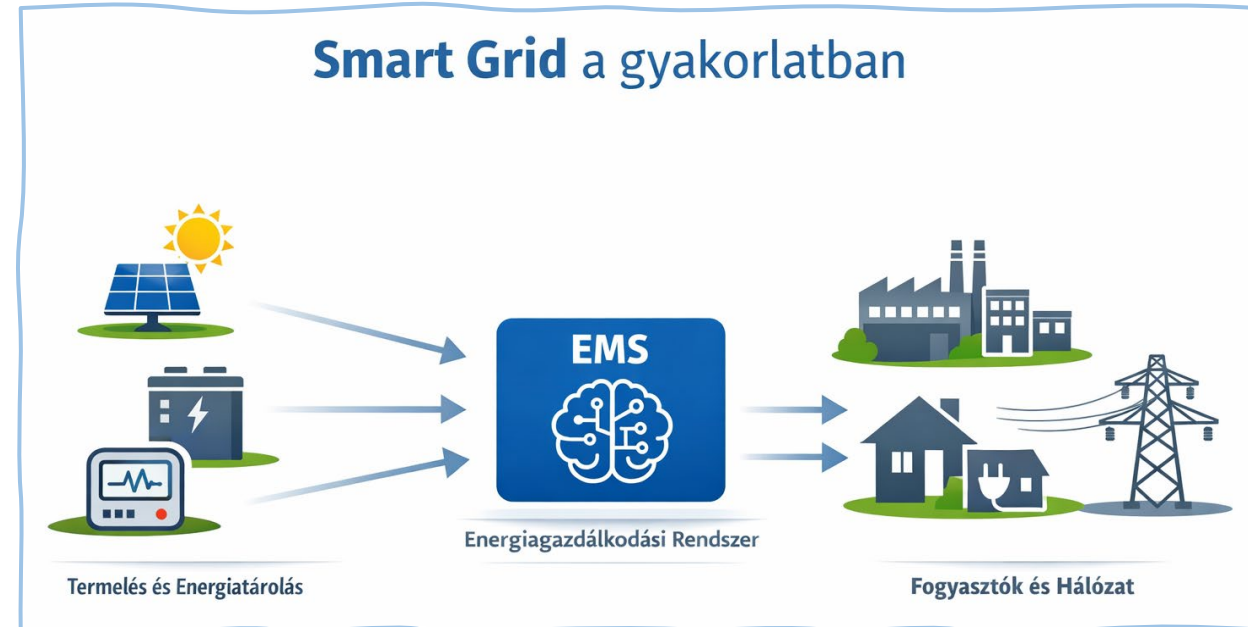 Smart Grid a gyakorlatban
EMS
Energiagazdálkodási Rendszer
Termelés és Energiatárolás
Fogyasztók és Hálózat